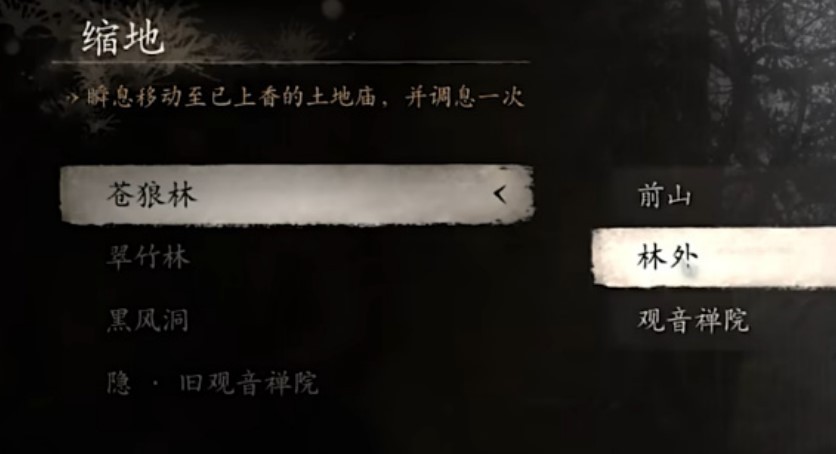 缩地
瞬息移动至已上香的土地庙，并调息一次
苍狼林
翠竹林
黑风洞
隐 · 旧观音禅院
前山
林外
观音禅院